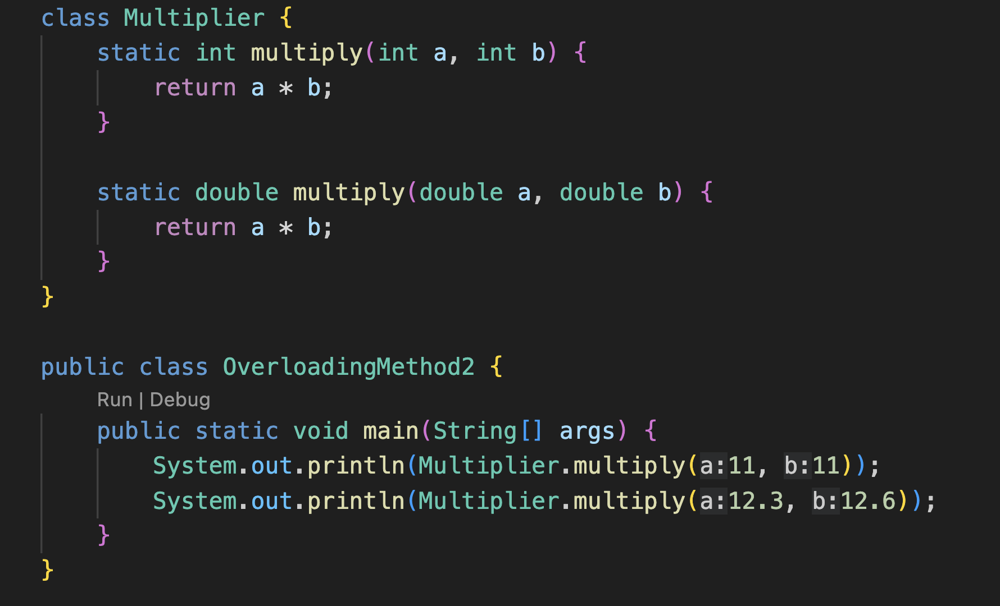 class Multiplier {
    static int multiply(int a, int b) {
        return a * b;
    }

    static double multiply(double a, double b) {
        return a * b;
    }
}

public class OverloadingMethod2 {
    Run | Debug
    public static void main(String[] args) {
        System.out.println(Multiplier.multiply(a:11, b:11));
        System.out.println(Multiplier.multiply(a:12.3, b:12.6));
    }
}